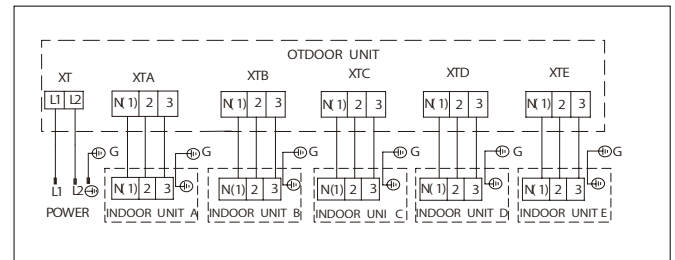 OTDOOR UNIT
XT XTA XTB XTC XTD XTE
L1 L2 N(1) 2 3 N(1) 2 3 N(1) 2 3 N(1) 2 3 N(1) 2 3
G G G G G G
L1 L2 N(1) 2 3 N(1) 2 3 N(1) 2 3 N(1) 2 3 N(1) 2 3
POWER INDOOR UNIT A INDOOR UNIT B INDOOR UNI C INDOOR UNIT D INDOOR UNIT E